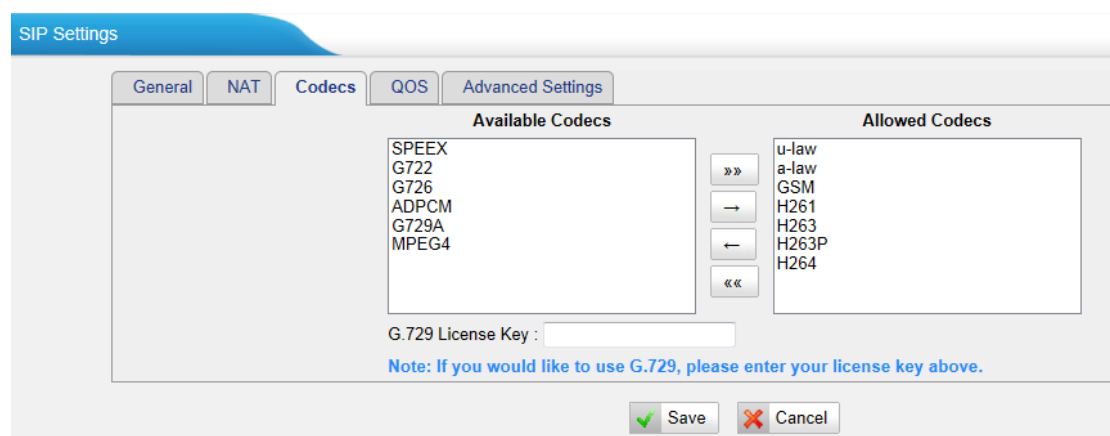 SIP Settings
General NAT Codecs QOS Advanced Settings
Available Codecs
SPEEX
G722
G726
ADPCM
G729A
MPEG4
»»
→
←
««
Allowed Codecs
u-law
a-law
GSM
H261
H263
H263P
H264
G.729 License Key :
Note: If you would like to use G.729, please enter your license key above.
Save Cancel